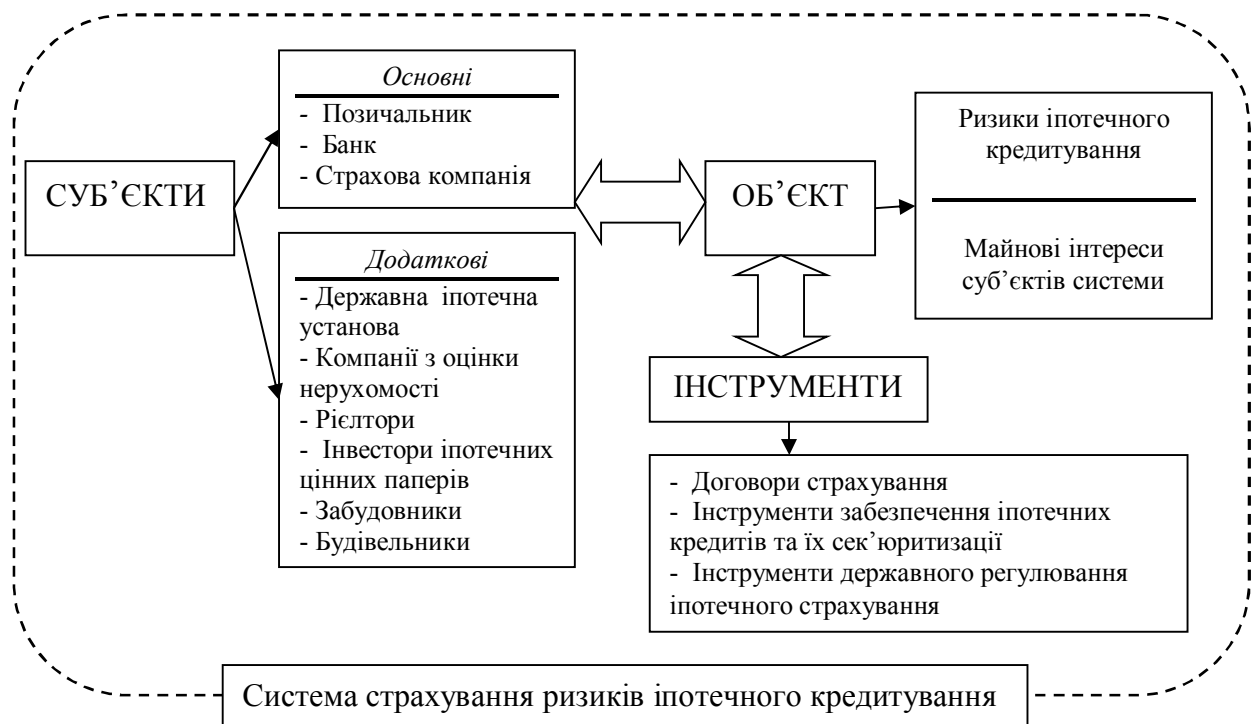 СУБ’ЄКТИ
Основні
- Позичальник
- Банк
- Страхова компанія
Додаткові
- Державна іпотечна
установа
- Компанії з оцінки
нерухомості
- Рієлтори
- Інвестори іпотечних
цінних паперів
- Забудовники
- Будівельники
ОБ’ЄКТ
Ризики іпотечного
кредитування
Майнові інтереси
суб’єктів системи
ІНСТРУМЕНТИ
- Договори страхування
- Інструменти забезпечення іпотечних
кредитів та їх сек’юритизації
- Інструменти державного регулювання
іпотечного страхування
Система страхування ризиків іпотечного кредитування